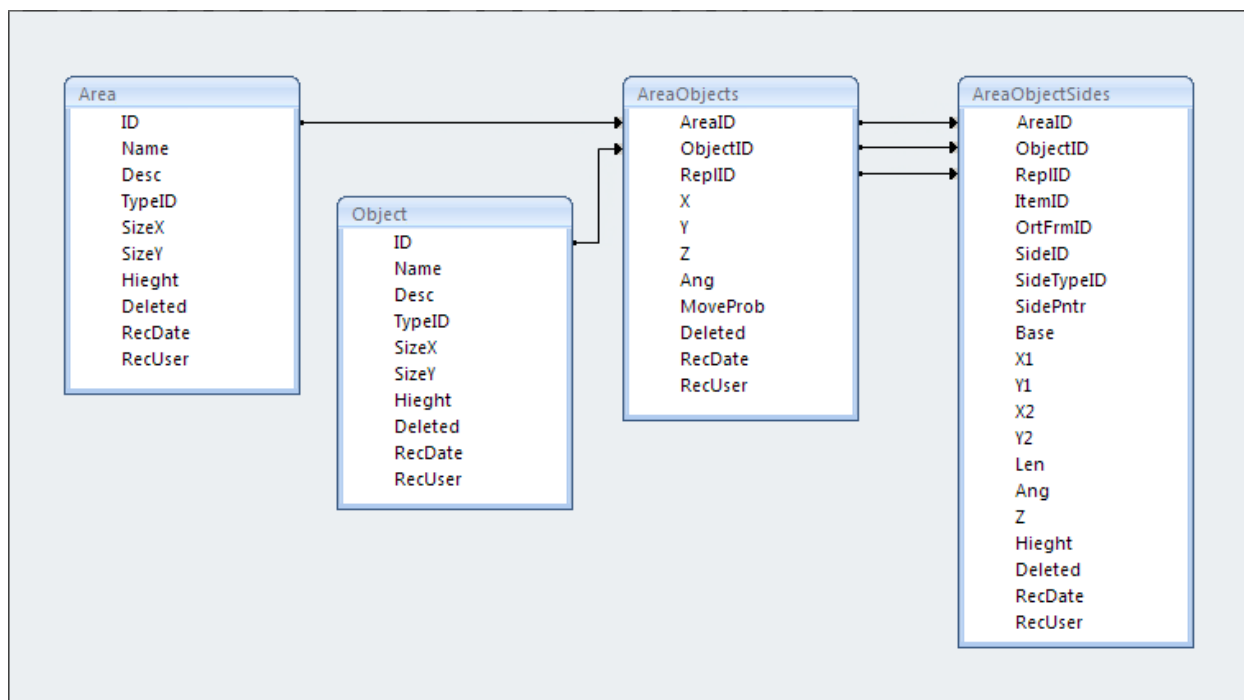 Area
ID
Name
Desc
TypeID
SizeX
SizeY
Hieght
Deleted
RecDate
RecUser
Object
ID
Name
Desc
TypeID
SizeX
SizeY
Hieght
Deleted
RecDate
RecUser
AreaObjects
AreaID
ObjectID
ReplID
X
Y
Z
Ang
MoveProb
Deleted
RecDate
RecUser
AreaObjectSides
AreaID
ObjectID
ReplID
ItemID
OrtFrmID
SideID
SideTypeID
SidePntr
Base
X1
Y1
X2
Y2
Len
Ang
Z
Hieght
Deleted
RecDate
RecUser